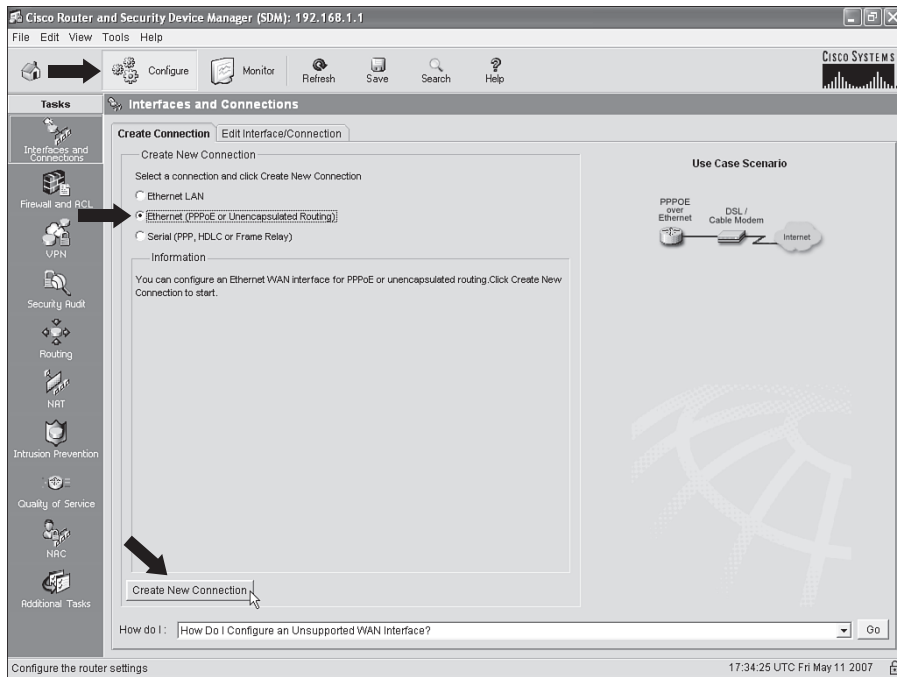 Cisco Router and Security Device Manager (SDM): 192.168.1.1
File Edit View Tools Help
Configure Monitor Refresh Save Search Help
CISCO SYSTEMS
Tasks
Interfaces and Connections
Interfaces and Connections
Firewall and ACL
VPN
Security Audit
Routing
NAT
Intrusion Prevention
Quality of Service
NAC
Additional Tasks
Create Connection Edit Interface/Connection
Create New Connection
Select a connection and click Create New Connection
Ethernet LAN
Ethernet (PPPoE or Unencapsulated Routing)
Serial (PPP, HDLC or Frame Relay)
Information
You can configure an Ethernet WAN interface for PPPoE or unencapsulated routing.Click Create New
Connection to start.
Use Case Scenario
PPPOE
over
Ethernet
DSL /
Cable Modem
Internet
Create New Connection
How do I : How Do I Configure an Unsupported WAN Interface? Go
Configure the router settings 17:34:25 UTC Fri May 11 2007